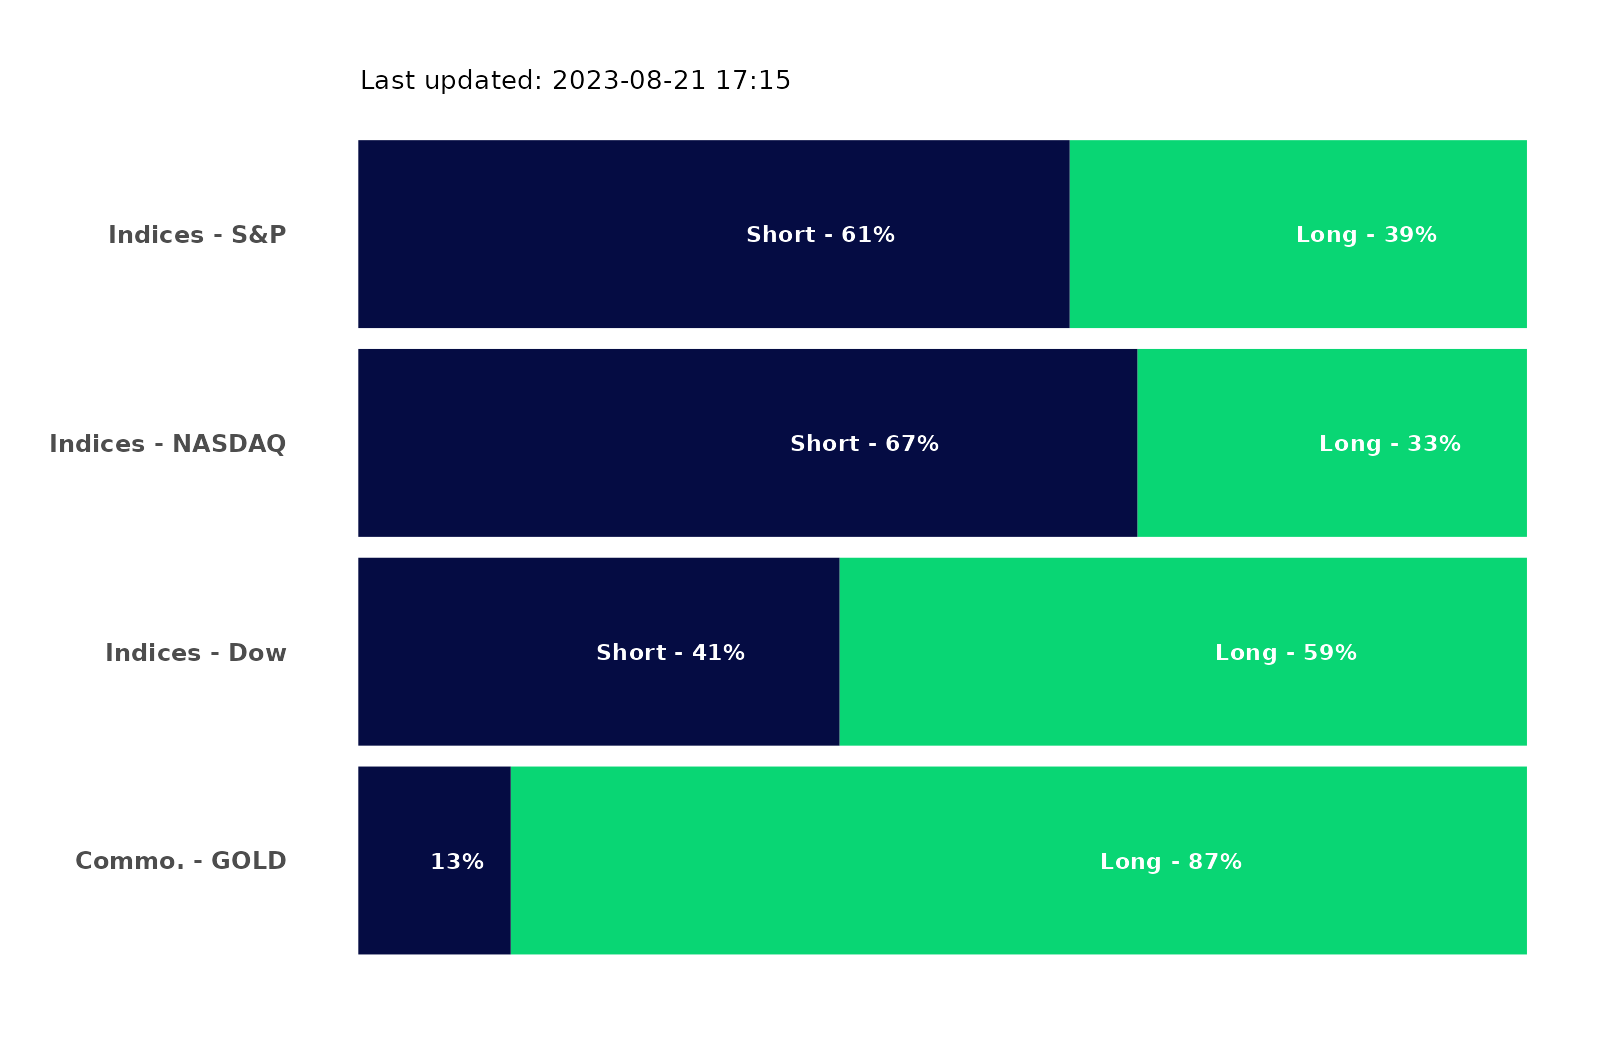 Last updated: 2023-08-21 17:15
Indices - S&P
Short - 61%
Long - 39%
Indices - NASDAQ
Short - 67%
Long - 33%
Indices - Dow
Short - 41%
Long - 59%
Commo. - GOLD
13%
Long - 87%